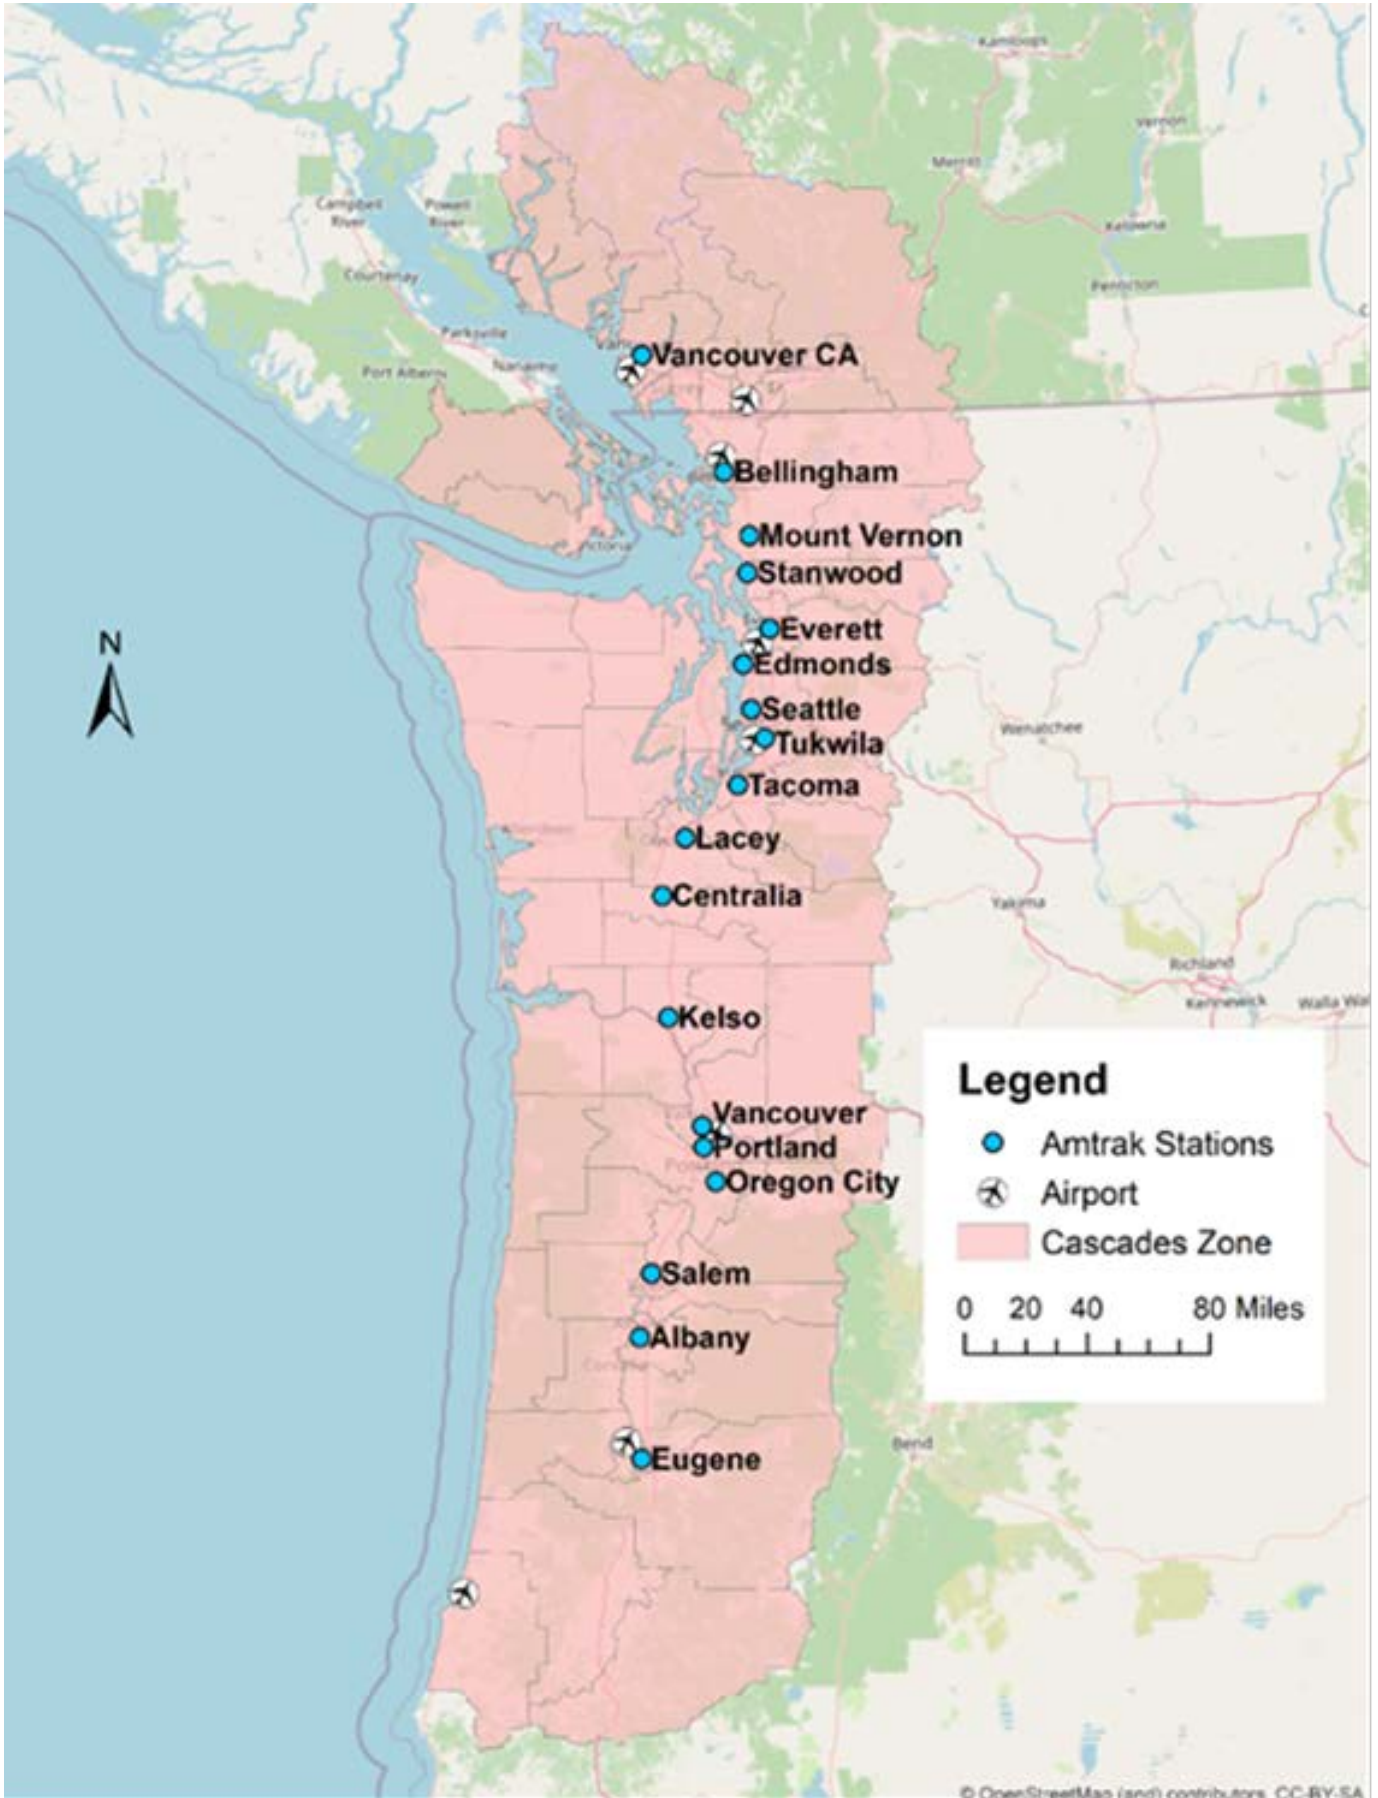 Kamloops
Vernon
Merritt
Campbell
River
Powell
River
Kelowna
Courtenay
Penticton
Parksville
Vancouver CA
Nanaimo
Port Alberni
Bellingham
Mount Vernon
Stanwood
N
Everett
Edmonds
Seattle
Wenatchee
Tukwila
Tacoma
Lacey
Centralia
Yakima
Richland
Kennewick
Walla Wal
Kelso
Legend
Vancouver
Amtrak Stations
Portland
Oregon City
Airport
Cascades Zone
Salem
0 20 40 80 Miles
Albany
Bend
Eugene
© OpenStreetMap (and) contributors, CC-BY-SA